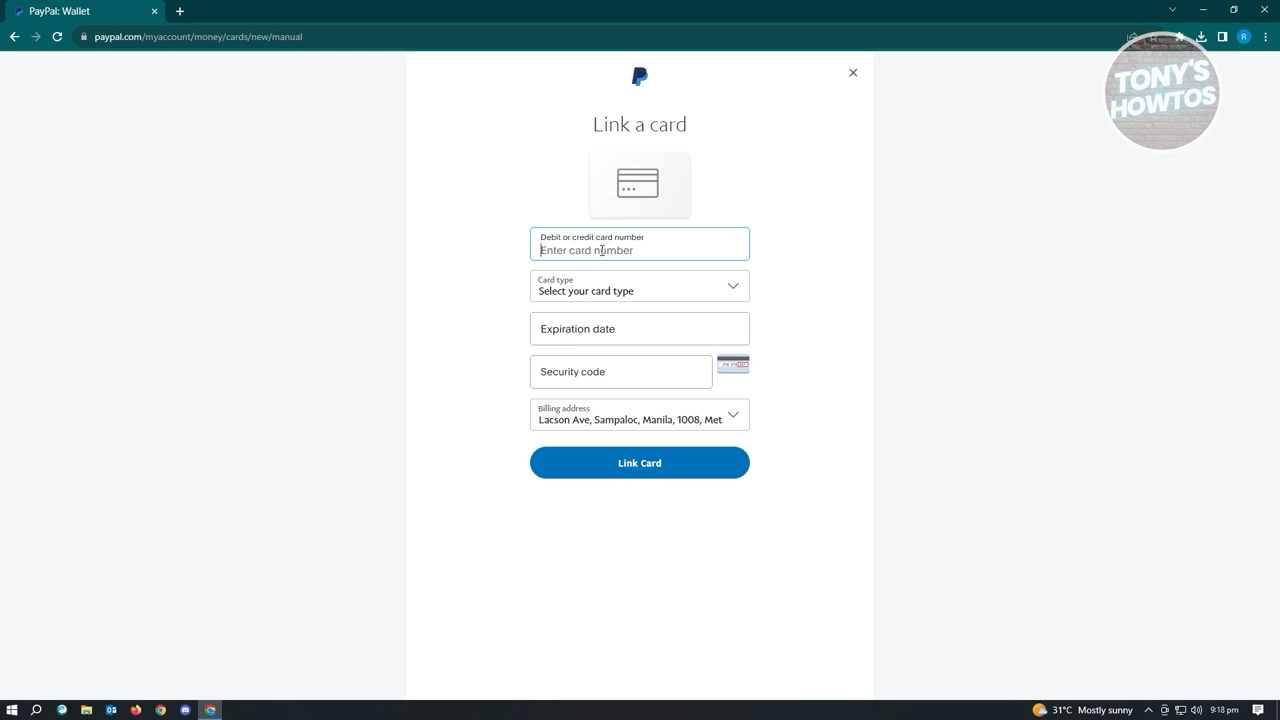 PayPal: Wallet
paypal.com/myaccount/money/cards/new/manual
R
TONY'S
HOWTOS
Link a card
Debit or credit card number
Enter card number
Card type
Select your card type
Expiration date
Security code
Billing address
Lacson Ave, Sampaloc, Manila, 1008, Met
Link Card
31°C Mostly sunny
9:18 pm